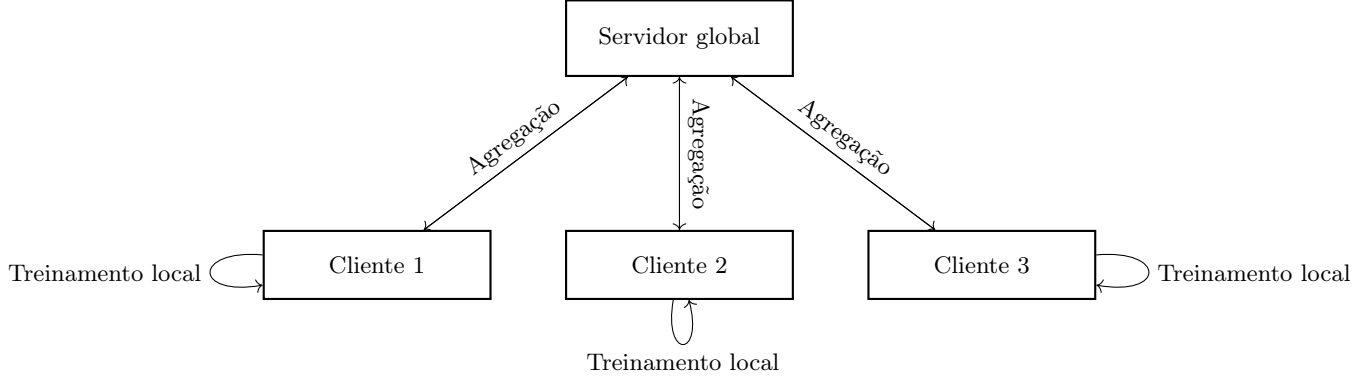 Servidor global
Agregação
Agregação
Agregação
Cliente 1
Cliente 2
Cliente 3
Treinamento local
Treinamento local
Treinamento local